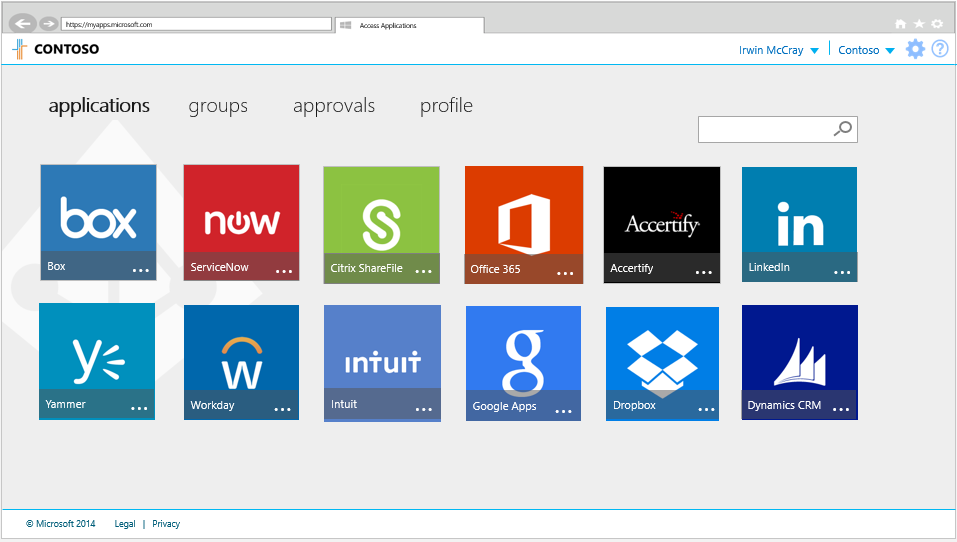 https://myapps.microsoft.com
Access Applications
CONTOSO
Irwin McCray
Contoso
?
applications
groups
approvals
profile
box
Box
...
now
ServiceNow
...
S
Citrix ShareFile
...
Office 365
...
Accertify
Accertify
...
in
LinkedIn
...
y
Yammer
...
w
Workday
...
intuit
Intuit
...
g
Google Apps
...
Dropbox
...
Dynamics CRM
...
© Microsoft 2014
Legal | Privacy